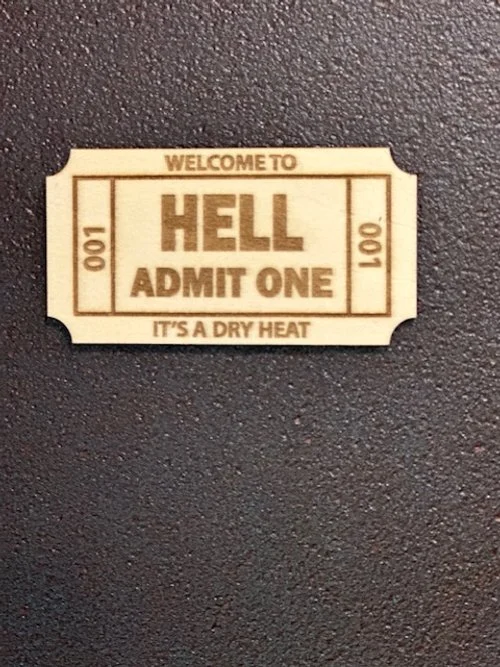 WELCOME TO
001
HELL
ADMIT ONE
001
IT'S A DRY HEAT